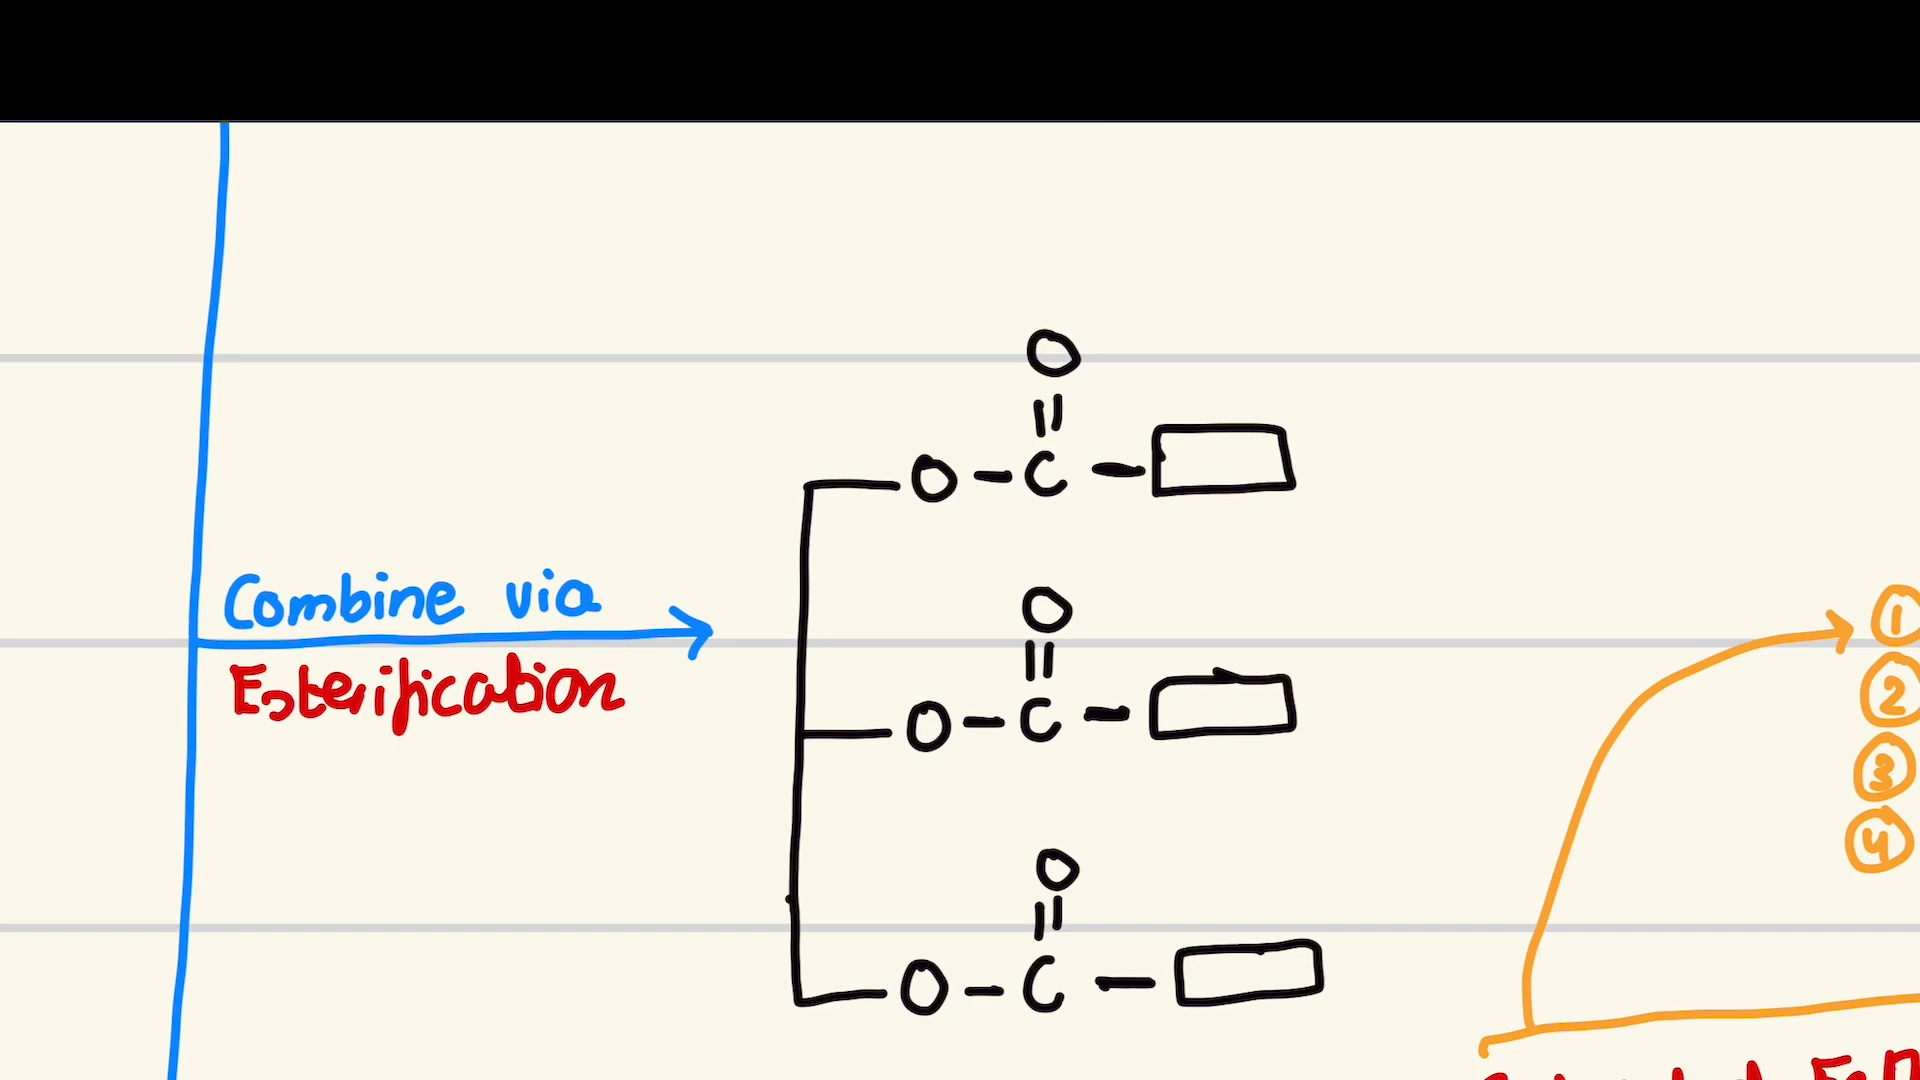 O
||
O - C -
Combine via
Esterification
O
||
O - C -
O
||
O - C -
1
2
3
4